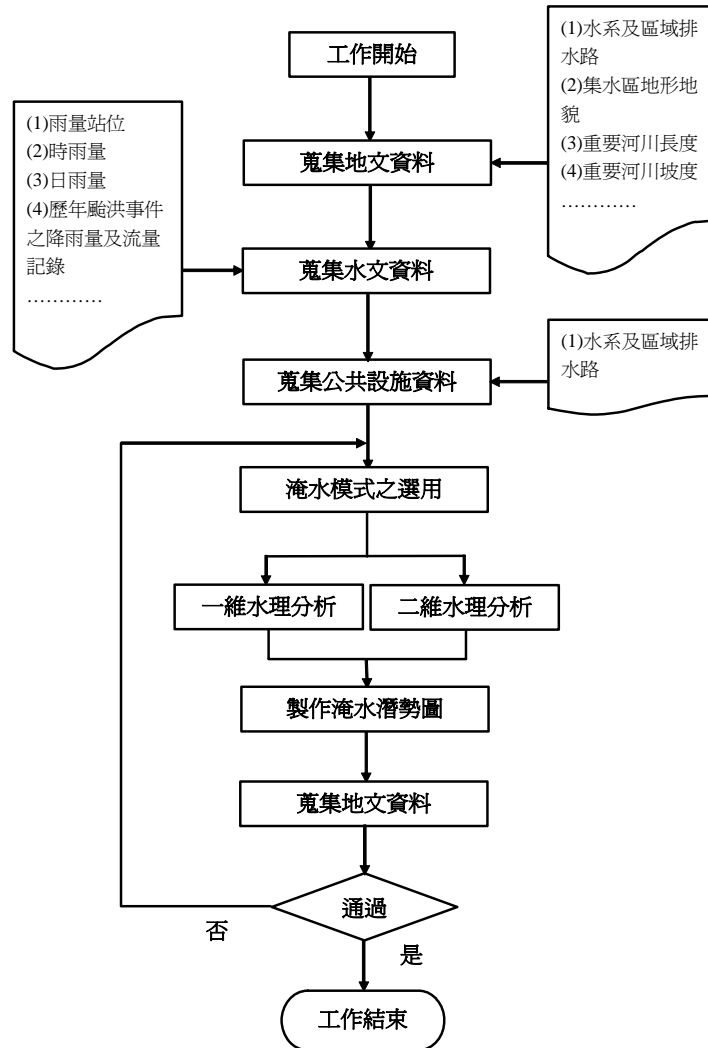 工作開始
(1)水系及區域排
水路
(2)集水區地形地
貌
(3)重要河川長度
(4)重要河川坡度
…………
蒐集地文資料
(1)雨量站位
(2)時雨量
(3)日雨量
(4)歷年颱洪事件
之降雨量及流量
記錄
…………
蒐集水文資料
(1)水系及區域排
水路
蒐集公共設施資料
淹水模式之選用
一維水理分析
二維水理分析
製作淹水潛勢圖
蒐集地文資料
通過
否
是
工作結束